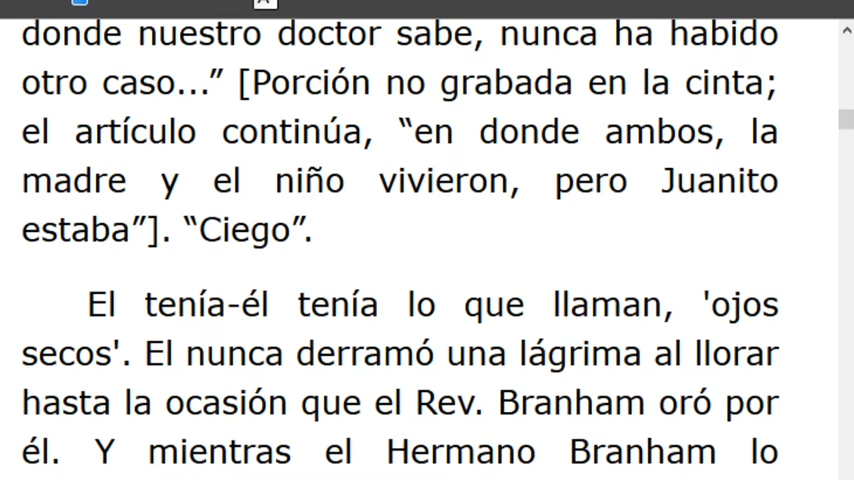 donde nuestro doctor sabe, nunca ha habido
otro caso...” [Porción no grabada en la cinta;
el artículo continúa, “en donde ambos, la
madre y el niño vivieron, pero Juanito
estaba”]. “Ciego”.
El tenía-él tenía lo que llaman, 'ojos
secos'. El nunca derramó una lágrima al llorar
hasta la ocasión que el Rev. Branham oró por
él. Y mientras el Hermano Branham lo